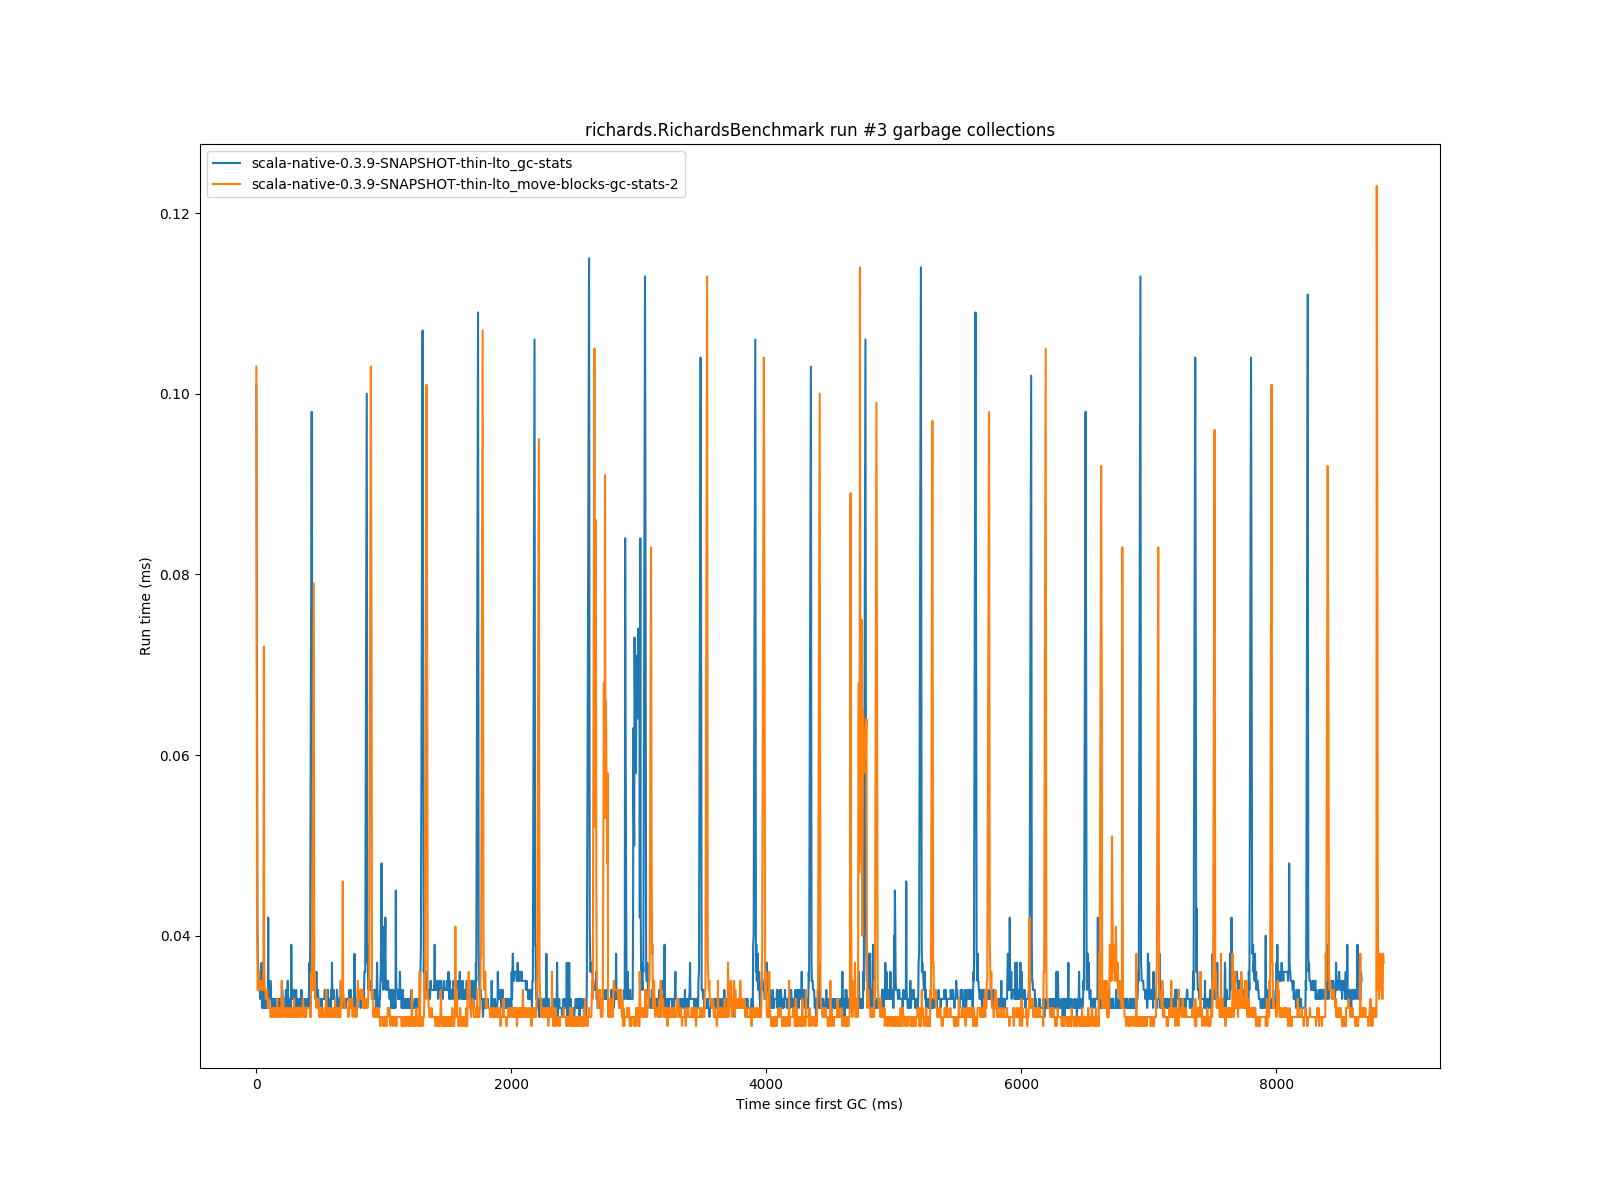 richards.RichardsBenchmark run #3 garbage collections
scala-native-0.3.9-SNAPSHOT-thin-lto_gc-stats
scala-native-0.3.9-SNAPSHOT-thin-lto_move-blocks-gc-stats-2
0.12
0.10
0.08
0.06
0.04
Run time (ms)
0 2000 4000 6000 8000
Time since first GC (ms)